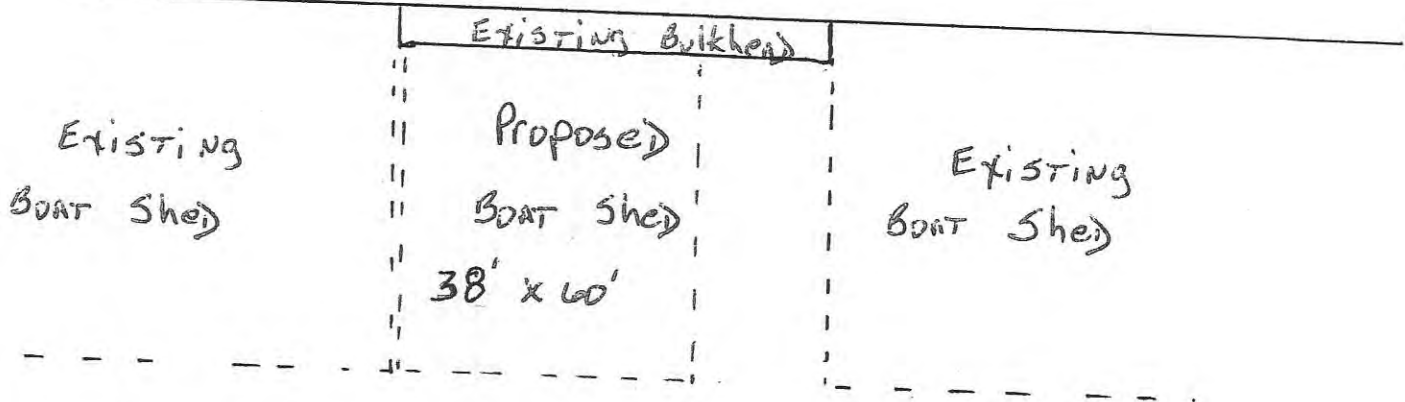 Existing Bulkhead
Existing
Boat Shed
Proposed
Boat Shed
38' x 60'
Existing
Boat Shed